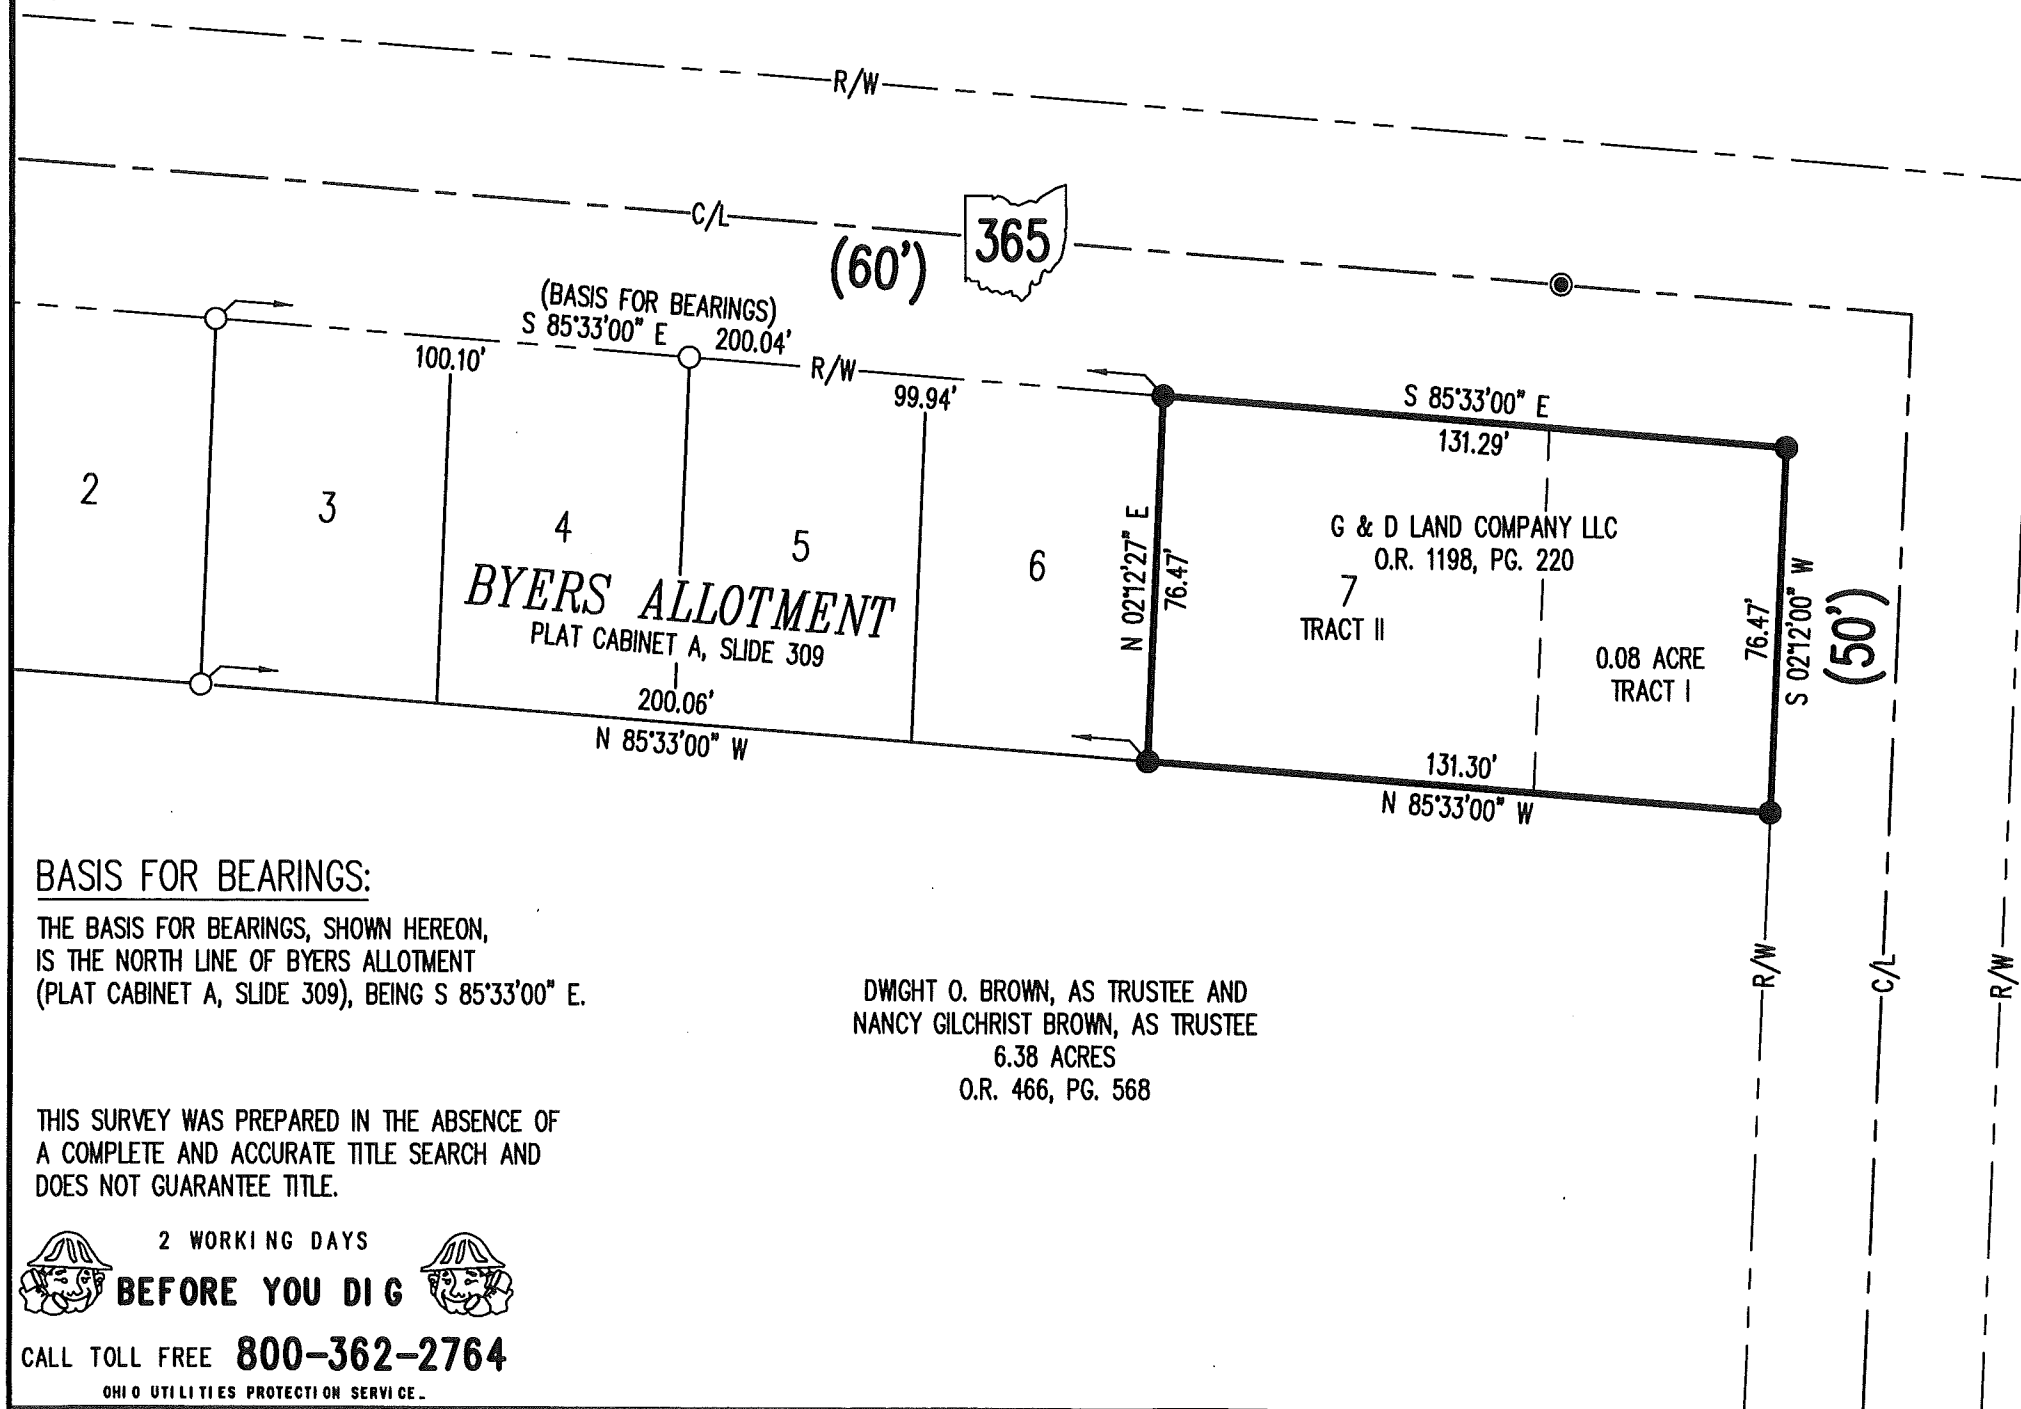 R/W
C/L
365
(60')
(BASIS FOR BEARINGS)
S 85°33'00" E 200.04'
100.10'
R/W
99.94'
S 85°33'00" E
131.29'
2
3
4
5
6
7
BYERS ALLOTMENT
PLAT CABINET A, SLIDE 309
200.06'
N 85°33'00" W
N 02°12'27" E
76.47'
G & D LAND COMPANY LLC
O.R. 1198, PG. 220
TRACT II
0.08 ACRE
TRACT I
76.47'
S 02°12'00" W
(50')
131.30'
N 85°33'00" W
R/W
C/L
R/W
BASIS FOR BEARINGS:
THE BASIS FOR BEARINGS, SHOWN HEREON,
IS THE NORTH LINE OF BYERS ALLOTMENT
(PLAT CABINET A, SLIDE 309), BEING S 85°33'00" E.
DWIGHT O. BROWN, AS TRUSTEE AND
NANCY GILCHRIST BROWN, AS TRUSTEE
6.38 ACRES
O.R. 466, PG. 568
THIS SURVEY WAS PREPARED IN THE ABSENCE OF
A COMPLETE AND ACCURATE TITLE SEARCH AND
DOES NOT GUARANTEE TITLE.
2 WORKING DAYS
BEFORE YOU DIG
CALL TOLL FREE 800-362-2764
OHIO UTILITIES PROTECTION SERVICE.